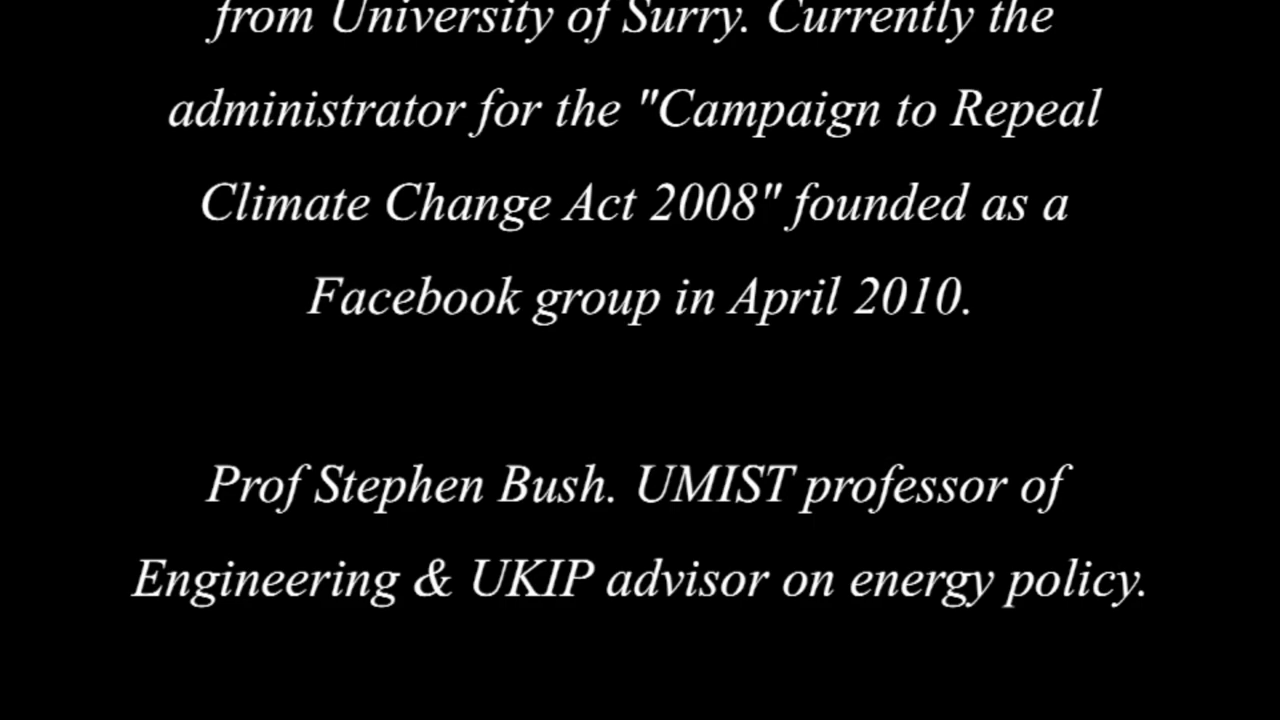 from University of Surry. Currently the
administrator for the "Campaign to Repeal
Climate Change Act 2008" founded as a
Facebook group in April 2010.
Prof Stephen Bush. UMIST professor of
Engineering & UKIP advisor on energy policy.